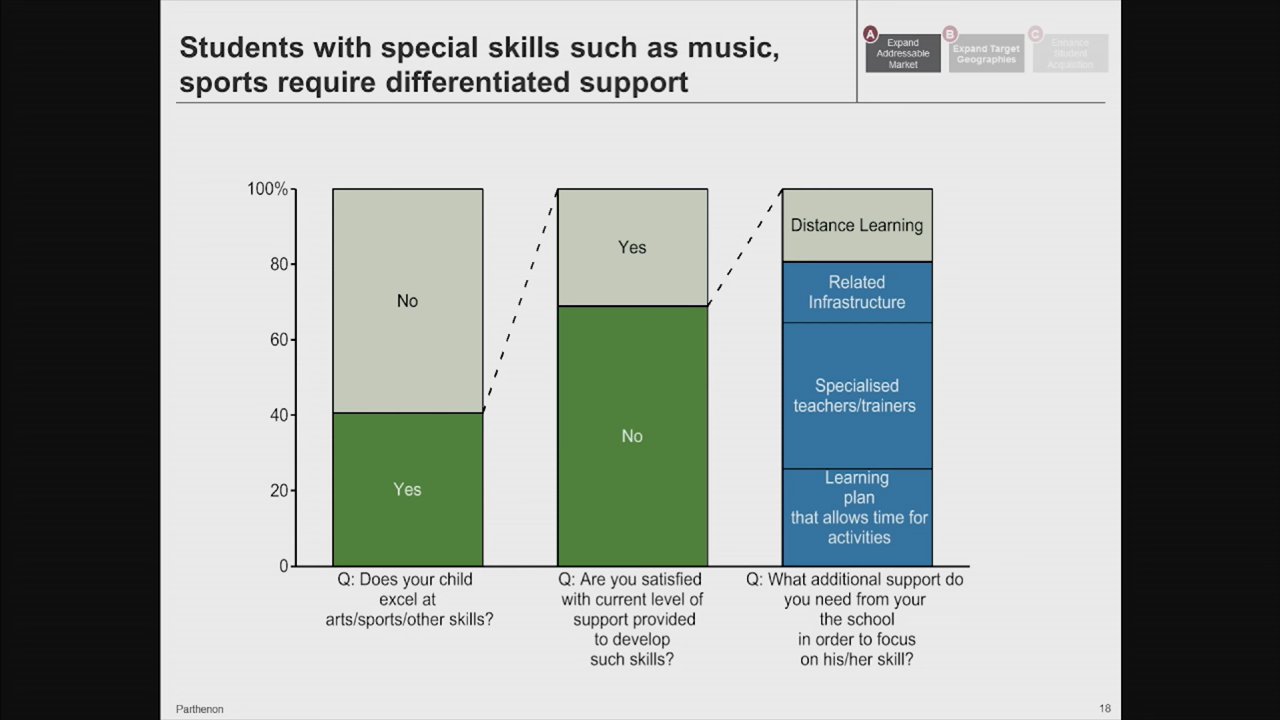 Students with special skills such as music,
sports require differentiated support
A
Expand
Addressable
Market
B
Expand Target
Geographies
C
Enhance
Student
Acquisition
100%
80
60
40
20
0
No
Yes
Yes
No
Distance Learning
Related
Infrastructure
Specialised
teachers/trainers
Learning
plan
that allows time for
activities
Q: Does your child
excel at
arts/sports/other skills?
Q: Are you satisfied
with current level of
support provided
to develop
such skills?
Q: What additional support do
you need from your
the school
in order to focus
on his/her skill?
Parthenon
18